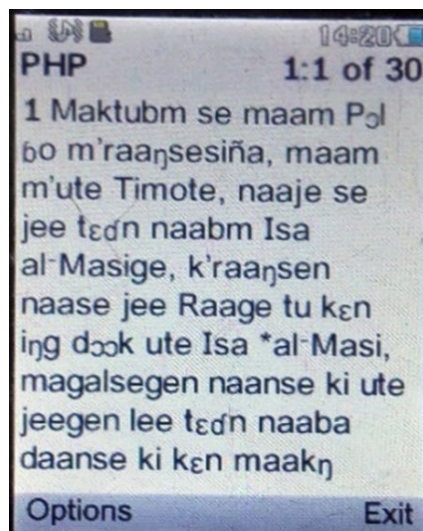 14:20
PHP 1:1 of 30
1 Maktubm se maam Pɔl
ɓo m'raaŋsesiña, maam
m'ute Timote, naaje se
jee tɛɗn naabm Isa
al-Masige, k'raaŋsen
naase jee Raage tu kɛn
iŋg dɔɔk ute Isa *al-Masi,
magalsegen naanse ki ute
jeegen lee tɛɗn naaba
daanse ki kɛn maakŋ
Options Exit